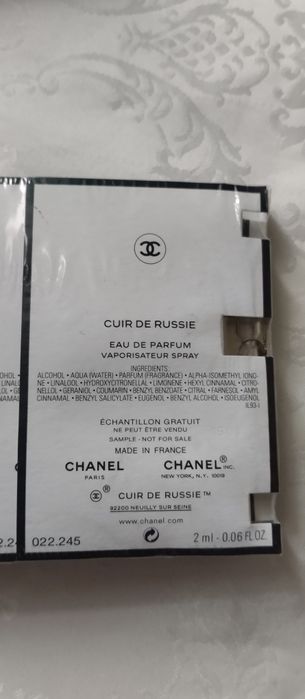 CUIR DE RUSSIE
EAU DE PARFUM
VAPORISATEUR SPRAY
INGREDIENTS:
ALCOHOL • AQUA (WATER) • PARFUM (FRAGRANCE) • ALPHA-ISOMETHYL IONO-
NE • LINALOOL • HYDROXYCITRONELLAL • LIMONENE • HEXYL CINNAMAL • CITRO-
NELLOL • GERANIOL • COUMARIN • BENZYL BENZOATE • CITRAL • FARNESOL • AMYL
CINNAMAL • BENZYL SALICYLATE • EUGENOL • BENZYL ALCOHOL • ISOEUGENOL
IL93-I
ÉCHANTILLON GRATUIT
NE PEUT ÊTRE VENDU
SAMPLE - NOT FOR SALE
MADE IN FRANCE
CHANEL CHANEL® INC.
PARIS NEW YORK, N.Y. 10019
® CUIR DE RUSSIE™
92200 NEUILLY SUR SEINE
www.chanel.com
022.245 2 ml - 0.06 FL.OZ.